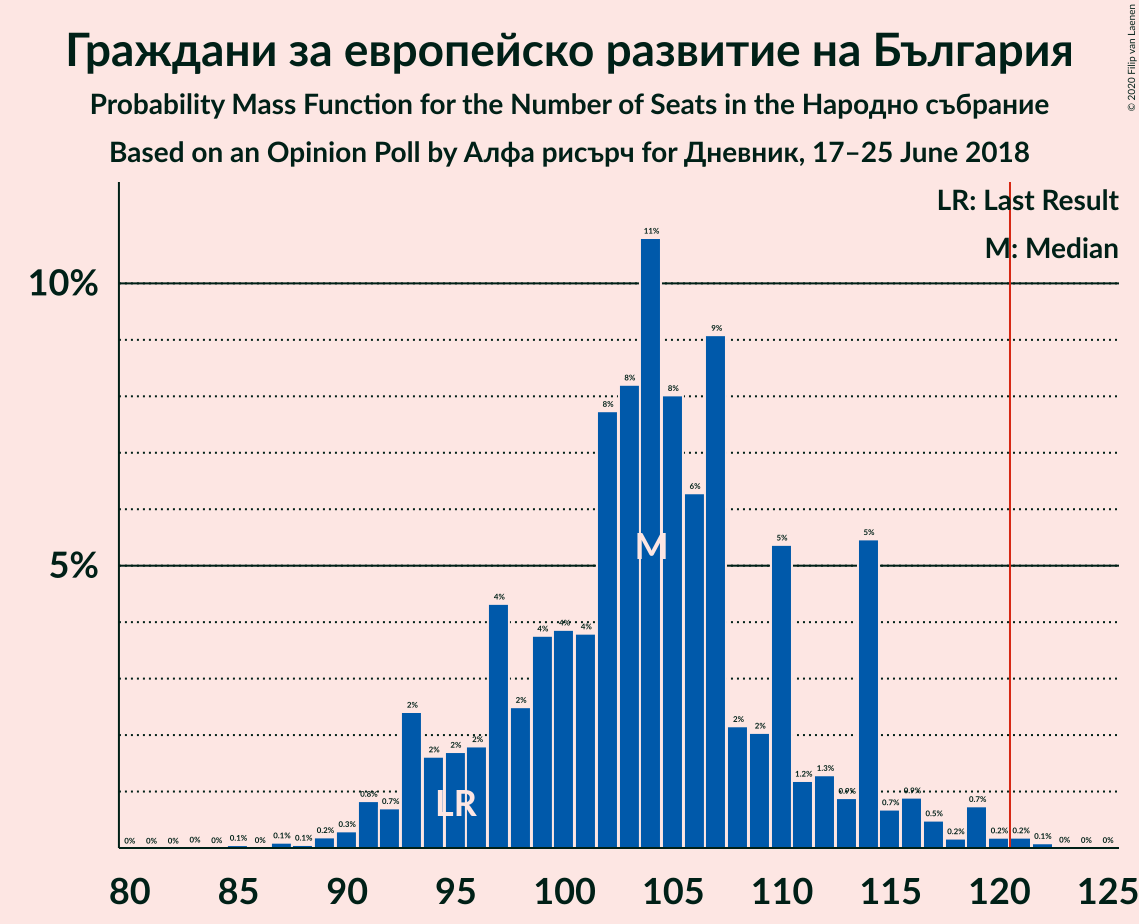 Граждани за европейско развитие на България
Probability Mass Function for the Number of Seats in the Народно събрание
Based on an Opinion Poll by Алфа рисърч for Дневник, 17–25 June 2018
© 2020 Filip van Laenen
LR: Last Result
M: Median
10%
5%
0% 0% 0% 0% 0% 0.1% 0% 0.1% 0.1% 0.2% 0.3% 0.8% 0.7% 2% 2% 2% 2% 4% 2% 4% 4% 4% 8% 8% 11% 8% 6% 9% 2% 2% 5% 1.2% 1.3% 0.9% 5% 0.7% 0.9% 0.5% 0.2% 0.7% 0.2% 0.2% 0.1% 0% 0% 0%
M
LR
80 85 90 95 100 105 110 115 120 125